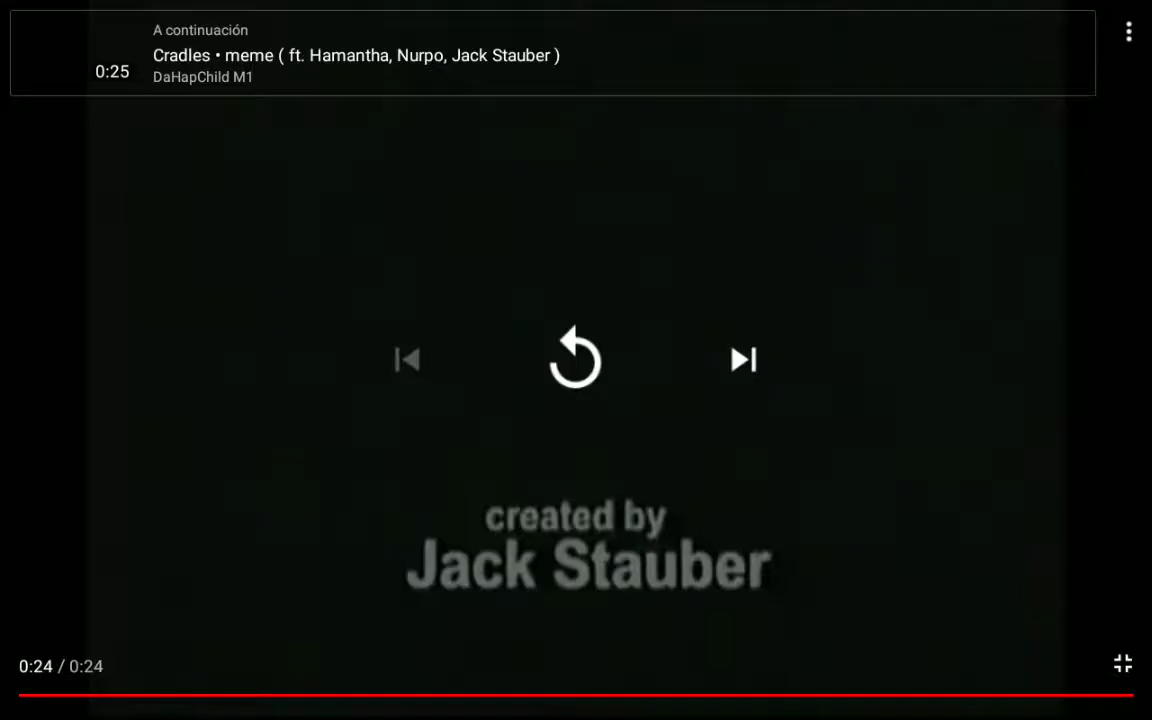 A continuación
Cradles • meme ( ft. Hamantha, Nurpo, Jack Stauber )
0:25
DaHapChild M1
created by
Jack Stauber
0:24 / 0:24